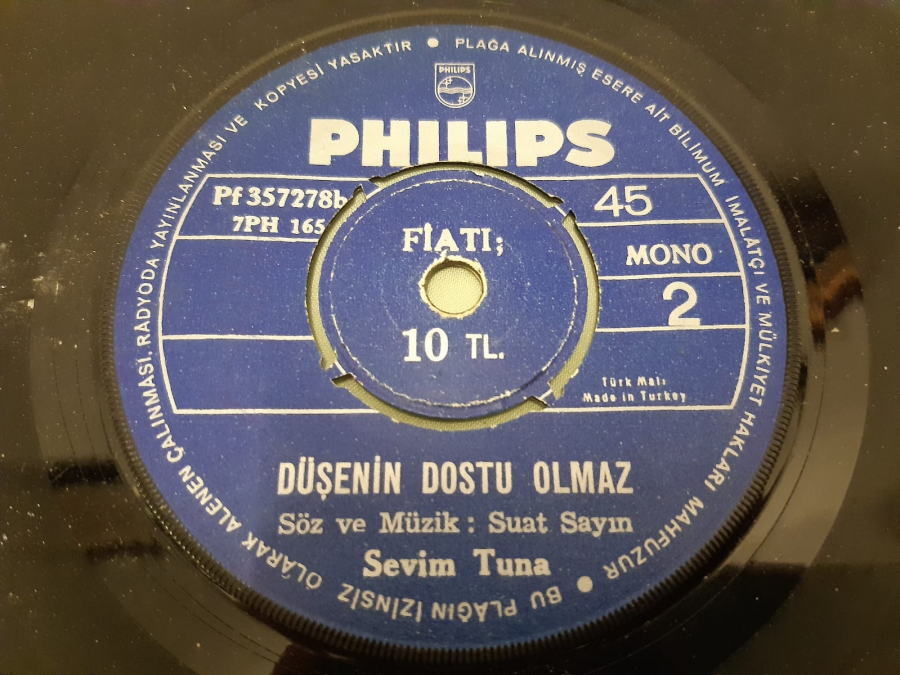 PLAĞA ALINMIŞ ESERE AİT BİLİMUM İMALÂTÇI VE MÜLKİYET HAKLARI MAHFUZUR • BU PLAĞIN İZİNSİZ OLARAK ALENEN ÇALINMASI, RADYODA YAYINLANMASI VE KOPYESİ YASAKTIR •
PHILIPS
PHILIPS
Pf 357278b
7PH 165
45
MONO
2
FİATI;
10 TL.
Türk Malı
Made in Turkey
DÜŞENİN DOSTU OLMAZ
Söz ve Müzik : Suat Sayın
Sevim Tuna